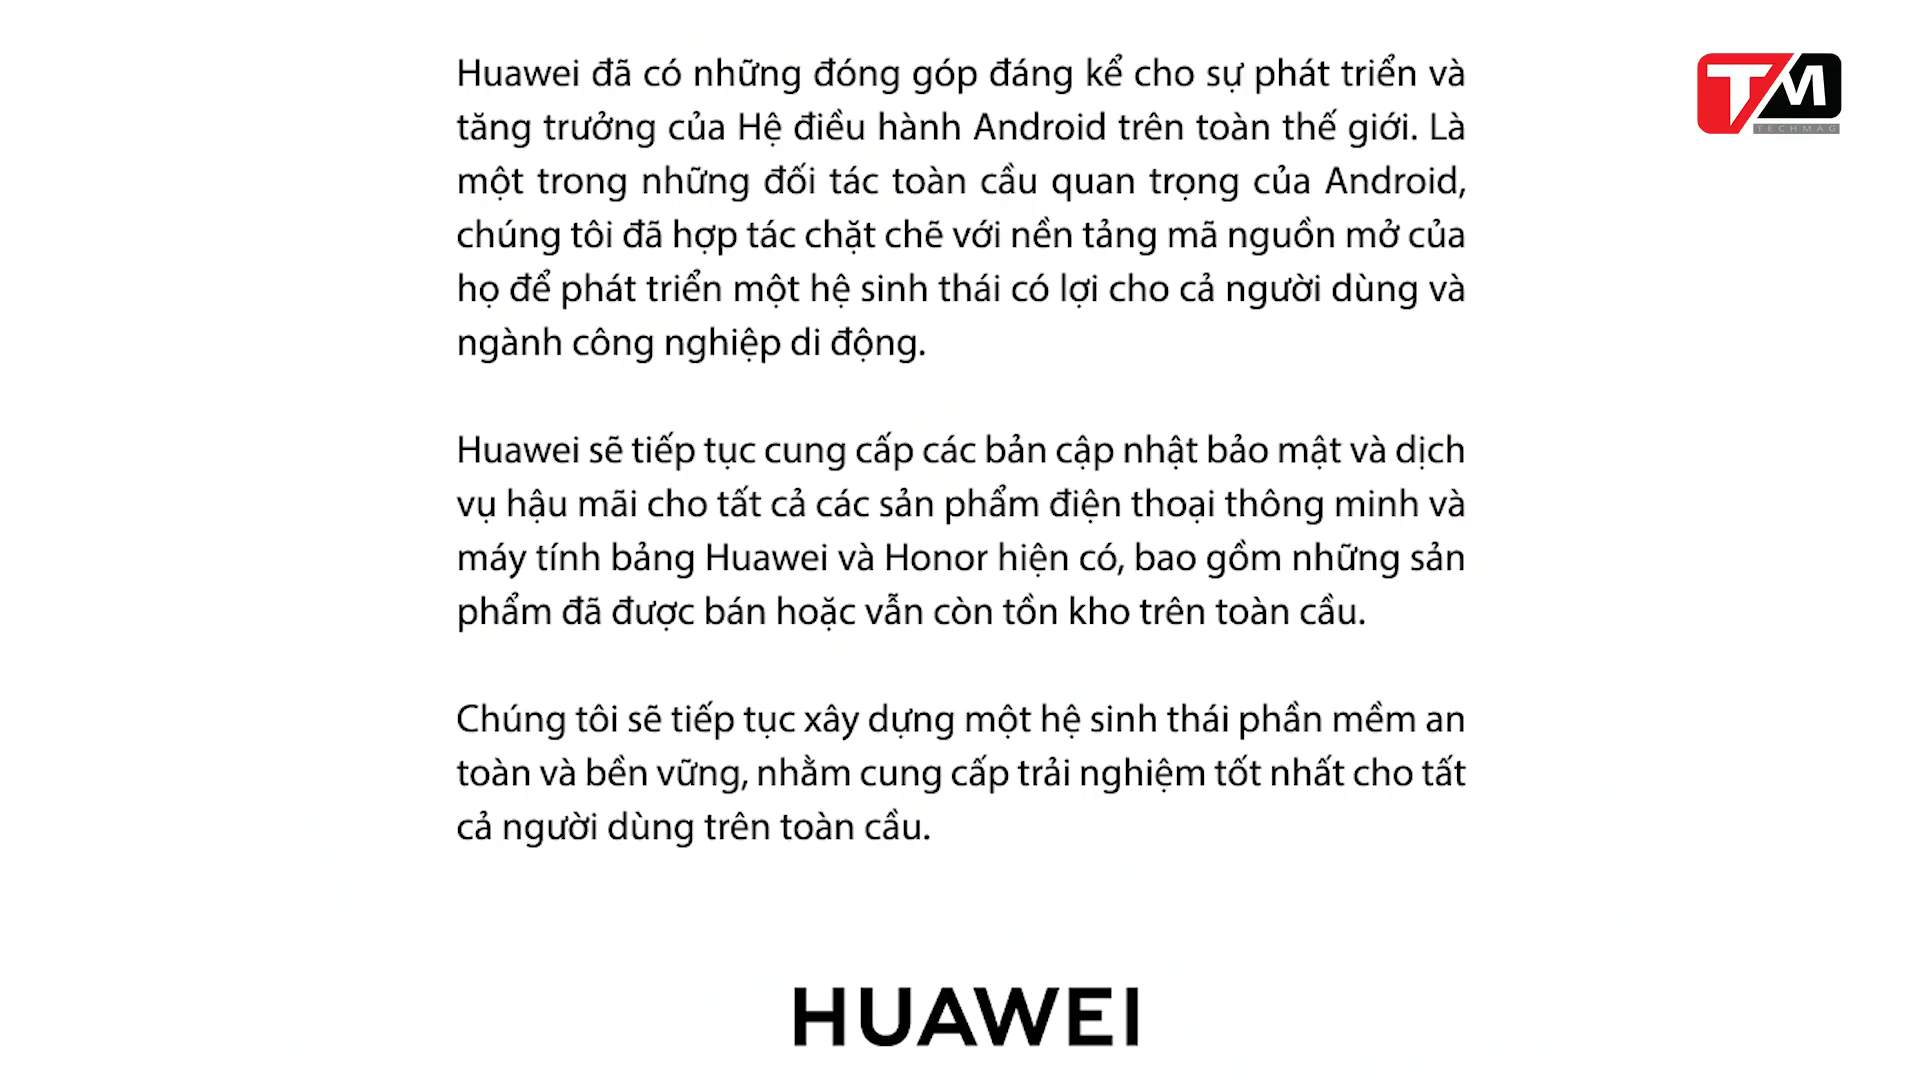 Huawei đã có những đóng góp đáng kể cho sự phát triển và
tăng trưởng của Hệ điều hành Android trên toàn thế giới. Là
một trong những đối tác toàn cầu quan trọng của Android,
chúng tôi đã hợp tác chặt chẽ với nền tảng mã nguồn mở của
họ để phát triển một hệ sinh thái có lợi cho cả người dùng và
ngành công nghiệp di động.
Huawei sẽ tiếp tục cung cấp các bản cập nhật bảo mật và dịch
vụ hậu mãi cho tất cả các sản phẩm điện thoại thông minh và
máy tính bảng Huawei và Honor hiện có, bao gồm những sản
phẩm đã được bán hoặc vẫn còn tồn kho trên toàn cầu.
Chúng tôi sẽ tiếp tục xây dựng một hệ sinh thái phần mềm an
toàn và bền vững, nhằm cung cấp trải nghiệm tốt nhất cho tất
cả người dùng trên toàn cầu.
HUAWEI
TM
TECHMAG